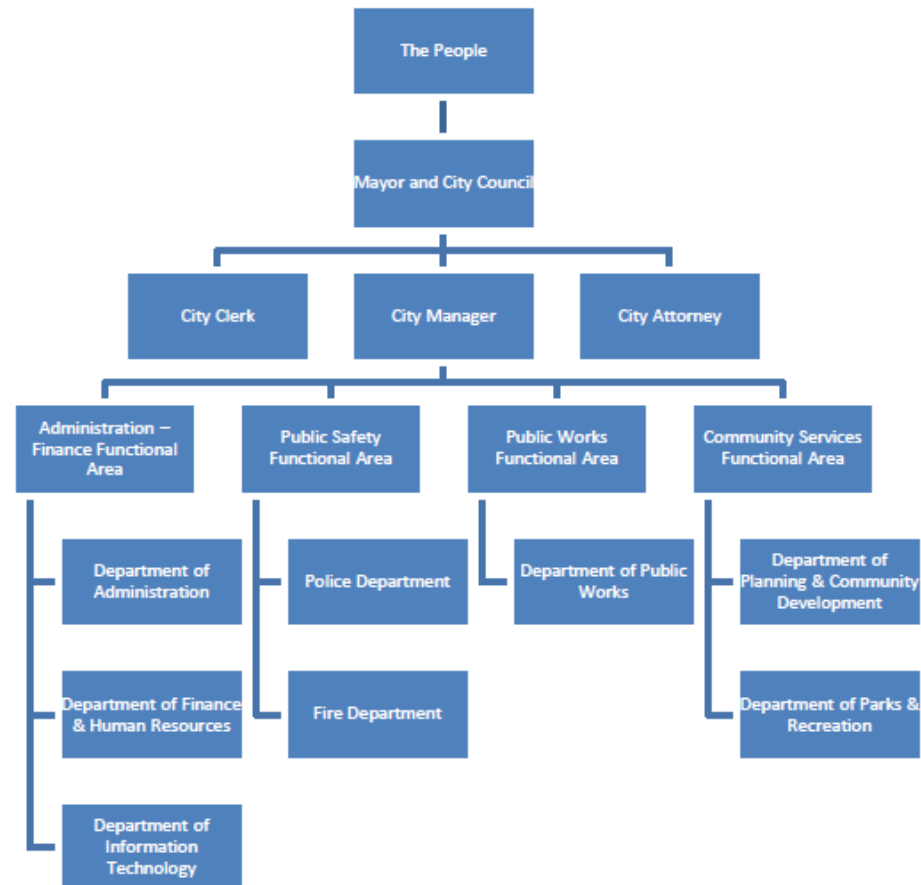 The People
Mayor and City Council
City Clerk
City Manager
City Attorney
Administration –
Finance Functional
Area
Public Safety
Functional Area
Public Works
Functional Area
Community Services
Functional Area
Department of
Administration
Police Department
Department of Public
Works
Department of
Planning & Community
Development
Department of Finance
& Human Resources
Fire Department
Department of Parks &
Recreation
Department of
Information
Technology